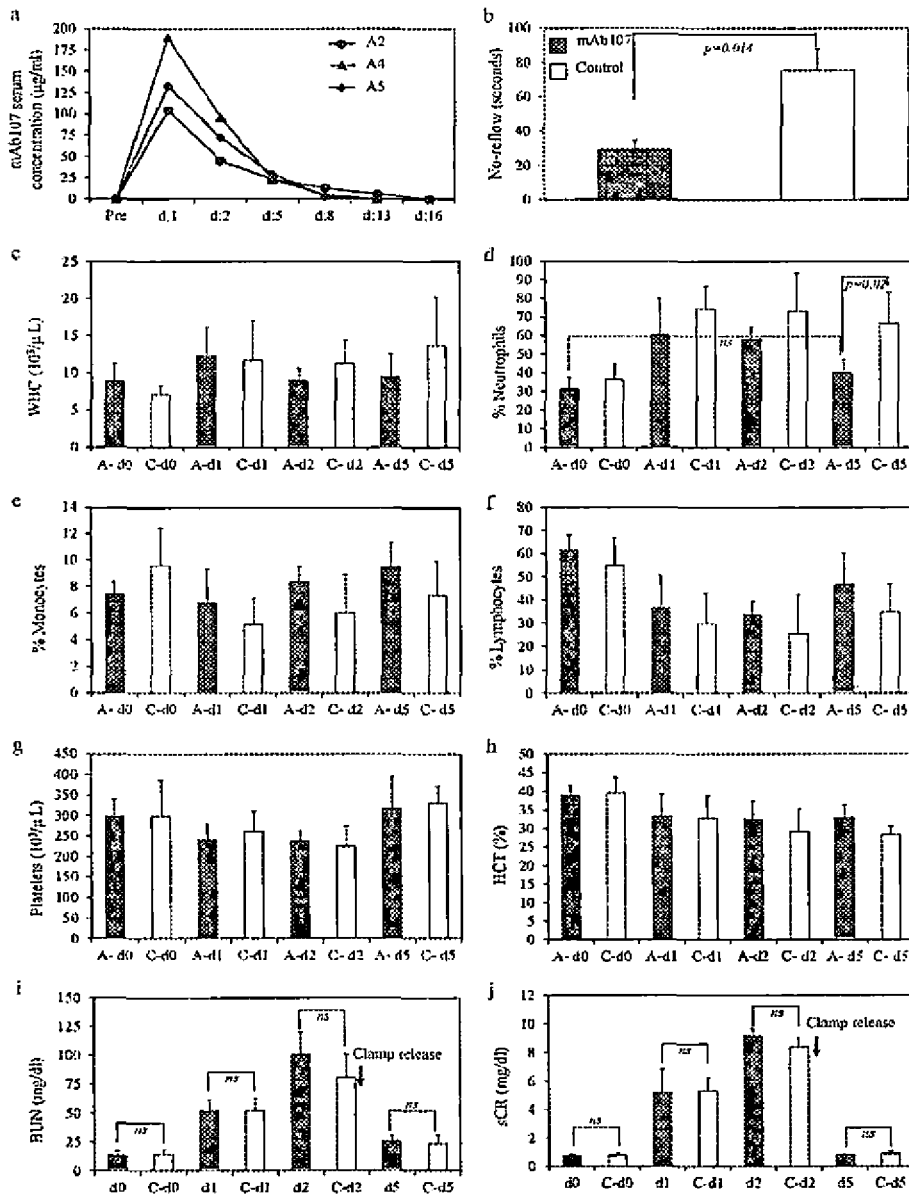 a
mAb107 serum
concentration (µg/ml)
200
175
150
125
100
75
50
25
0
Pre
d:1
d:2
d:5
d:8
d:13
d:16
A2
A4
A5
b
No-reflow (seconds)
100
80
60
40
20
0
mAb107
Control
p=0.014
c
WBC (10³/µL)
25
20
15
10
5
0
A- d0
C-d0
A-d1
C-d1
A-d2
C- d2
A- d5
C- d5
d
% Neutrophils
100
90
80
70
60
50
40
30
20
10
0
ns
A- d0
C- d0
A-d1
C-d1
A-d2
A- d5
C- d5
e
% Monocytes
14
12
10
8
6
4
2
0
A- d0
C-d0
A-d1
C-d1
A-d2
C- d2
A- d5
C- d5
f
% Lymphocytes
80
70
60
50
40
30
20
10
0
A- d0
C- d0
A-d1
C-d1
A-d2
C-d2
A- d5
C- d5
g
Platelets (10³/µL)
450
400
350
300
250
200
150
100
50
0
A- d0
C- d0
A-d1
C-d1
A- d2
C- d2
A- d5
C- d5
h
HCT (%)
50
45
40
35
30
25
20
15
10
5
0
A- d0
C- d0
A-d1
C-d1
A-d2
C-d2
A- d5
C- d5
i
BUN (mg/dl)
150
125
100
75
50
25
0
ns
ns
ns
Clamp release
ns
d0
C-d0
d1
C-d1
d2
C-d2
d5
C-d5
j
sCR (mg/dl)
12
10
8
6
4
2
0
ns
ns
ns
Clamp release
ns
d0
C-d0
d1
C-d1
d2
C-d2
d5
C-d5